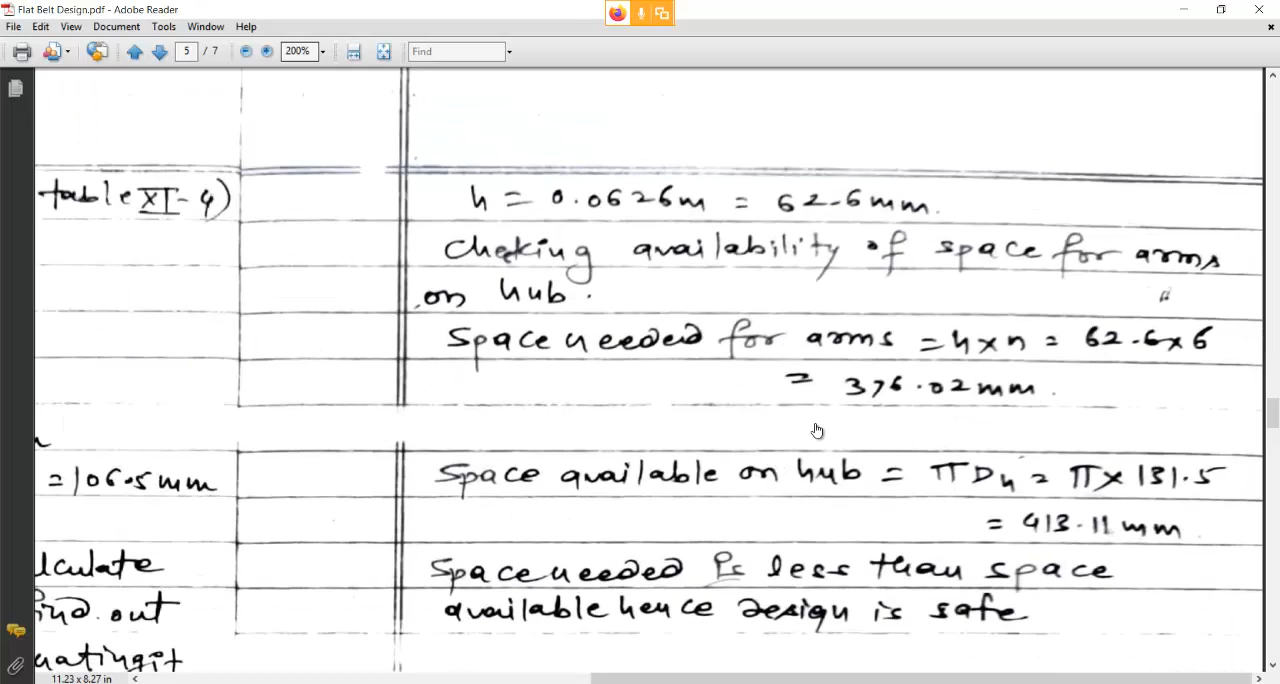 Flat Belt Design.pdf - Adobe Reader
File Edit View Document Tools Window Help
5 / 7 200% Find
table XI-4)
h = 0.0626m = 62.6mm.
Checking availability of space for arms
on hub.
Space needed for arms = h x n = 62.6x6
= 376.02mm.
= 106.5mm
Space available on hub = πDh = π x 131.5
= 413.11 mm
lculate
Space needed is less than space
ind out
available hence design is safe
uatingit
11.23 x 8.27 in